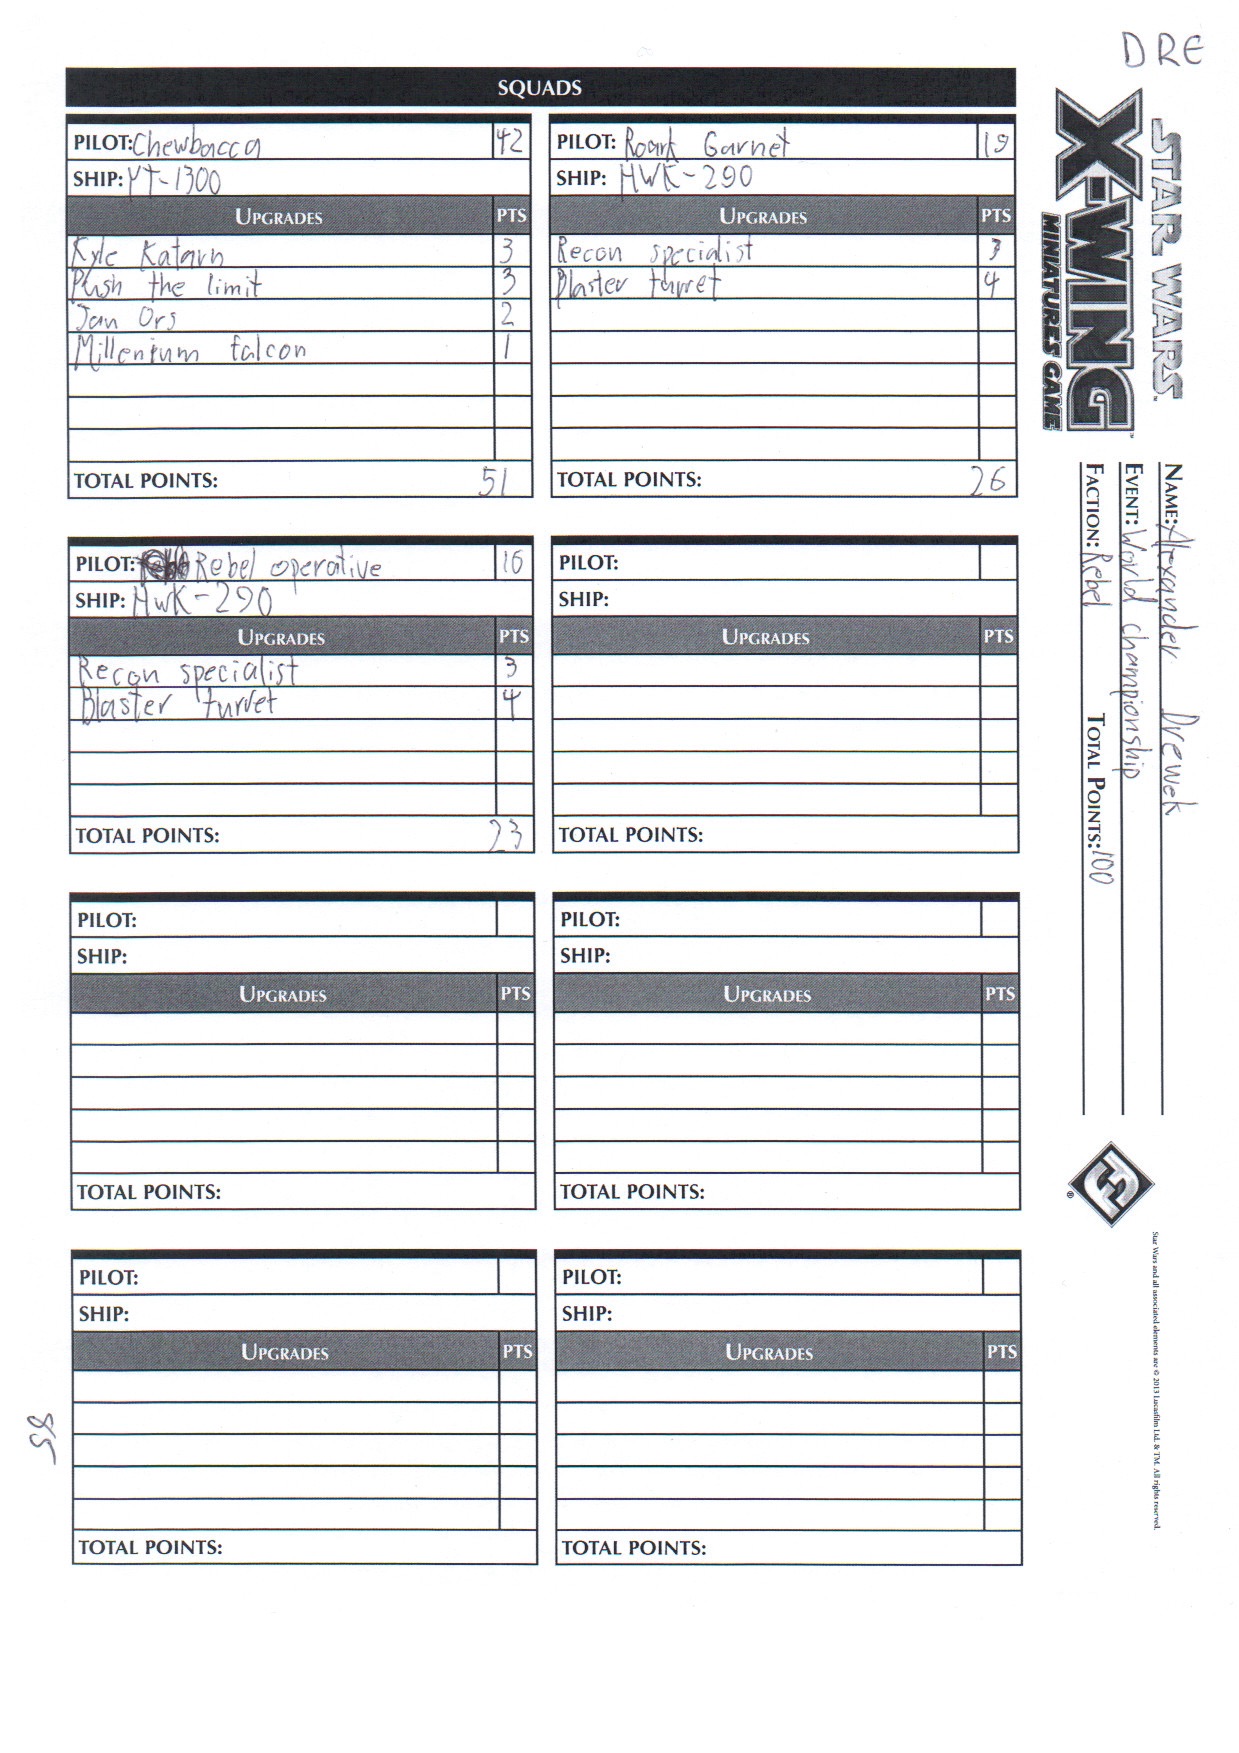 DRE
SQUADS
PILOT: Chewbacca 42
SHIP: YT-1300
UPGRADES PTS
Kyle Katarn 3
Push the limit 3
Jan Ors 2
Millenium falcon 1
TOTAL POINTS: 51
PILOT: Roark Garnet 19
SHIP: HWK-290
UPGRADES PTS
Recon specialist 3
Blaster turret 4
TOTAL POINTS: 26
PILOT: Rebel operative 16
SHIP: HwK-290
UPGRADES PTS
Recon specialist 3
Blaster turret 4
TOTAL POINTS: 23
PILOT:
SHIP:
UPGRADES PTS
TOTAL POINTS:
PILOT:
SHIP:
UPGRADES PTS
TOTAL POINTS:
PILOT:
SHIP:
UPGRADES PTS
TOTAL POINTS:
PILOT:
SHIP:
UPGRADES PTS
TOTAL POINTS:
PILOT:
SHIP:
UPGRADES PTS
TOTAL POINTS:
STAR WARS™
X-WING™
MINIATURES GAME
NAME: Alexander Drewek
EVENT: World championship
FACTION: Rebel TOTAL POINTS: 100
®
Star Wars and all associated elements are © 2013 Lucasfilm Ltd. & TM. All rights reserved.